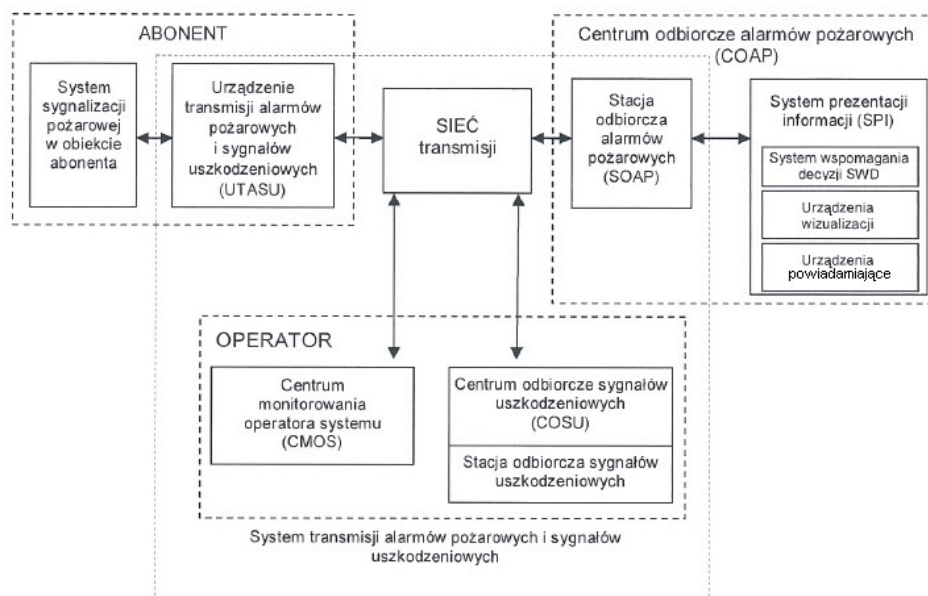 ABONENT
System
sygnalizacji
pożarowej
w obiekcie
abonenta
Urządzenie
transmisji alarmów
pożarowych
i sygnałów
uszkodzeniowych
(UTASU)
SIEĆ
transmisji
Centrum odbiorcze alarmów pożarowych
(COAP)
Stacja
odbiorcza
alarmów
pożarowych
(SOAP)
System prezentacji
informacji (SPI)
System wspomagania
decyzji SWD
Urządzenia
wizualizacji
Urządzenia
powiadamiające
OPERATOR
Centrum
monitorowania
operatora systemu
(CMOS)
Centrum odbiorcze sygnałów
uszkodzeniowych
(COSU)
Stacja odbiorcza sygnałów
uszkodzeniowych
System transmisji alarmów pożarowych i sygnałów
uszkodzeniowych